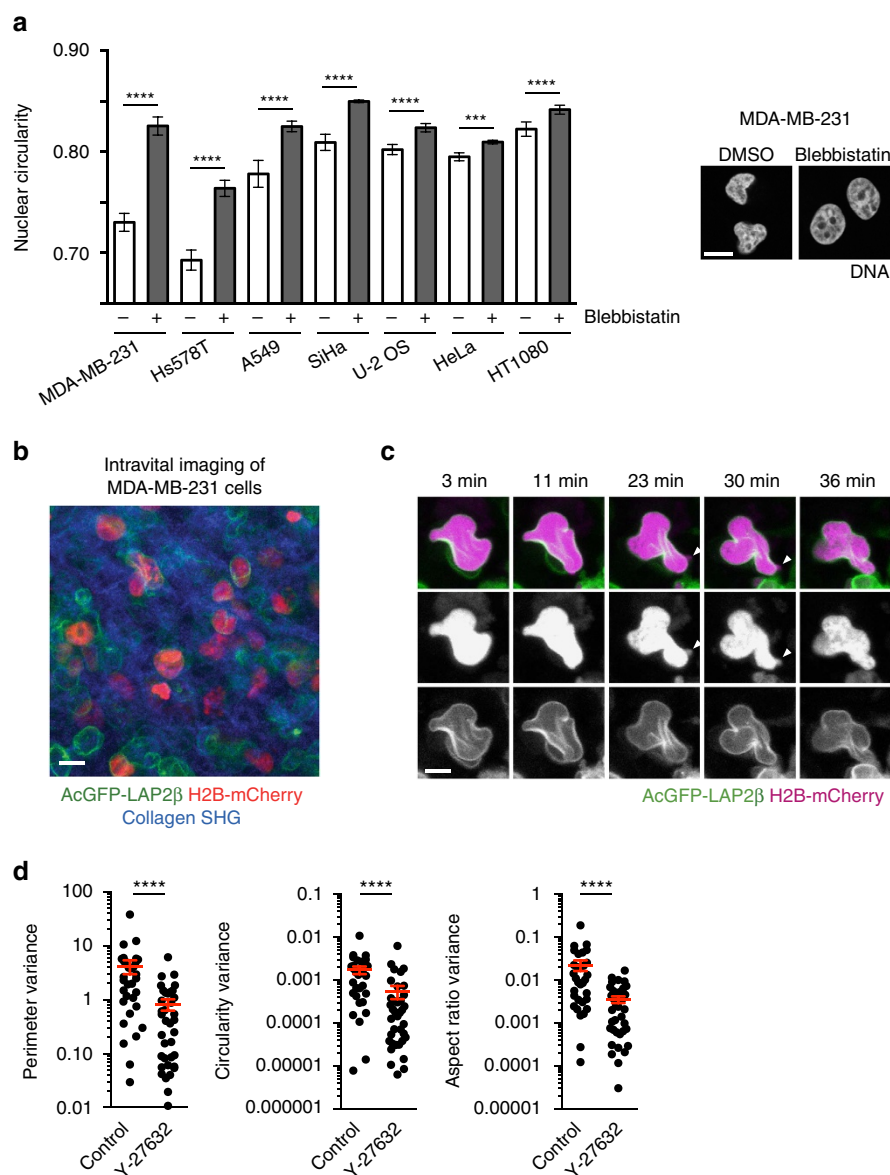 a
Nuclear circularity
0.90
0.80
0.70
****
****
****
****
****
***
****
– + – + – + – + – + – + – + Blebbistatin
MDA-MB-231
Hs578T
A549
SiHa
U-2 OS
HeLa
HT1080
MDA-MB-231
DMSO Blebbistatin
DNA
b
Intravital imaging of
MDA-MB-231 cells
AcGFP-LAP2β H2B-mCherry
Collagen SHG
c
3 min 11 min 23 min 30 min 36 min
AcGFP-LAP2β H2B-mCherry
d
Perimeter variance
100
10
1
0.10
0.01
****
Control
Y-27632
Circularity variance
0.1
0.01
0.001
0.0001
0.00001
0.000001
****
Control
Y-27632
Aspect ratio variance
1
0.1
0.01
0.001
0.0001
0.00001
****
Control
Y-27632